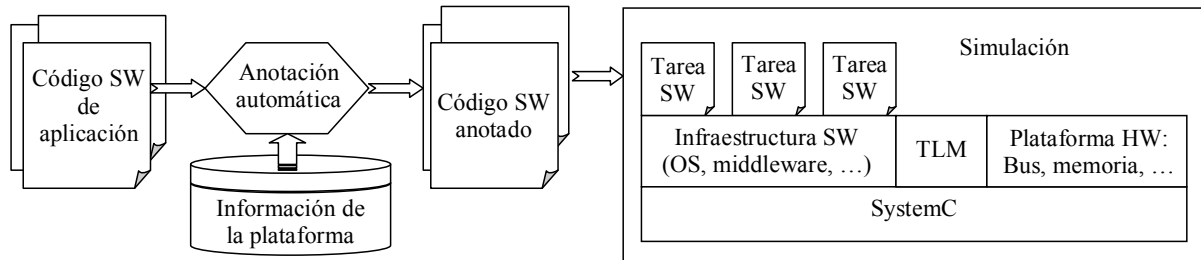 Código SW
de
aplicación
Anotación
automática
Información de
la plataforma
Código SW
anotado
Simulación
Tarea
SW
Tarea
SW
Tarea
SW
Infraestructura SW
(OS, middleware, …)
TLM
Plataforma HW:
Bus, memoria, …
SystemC